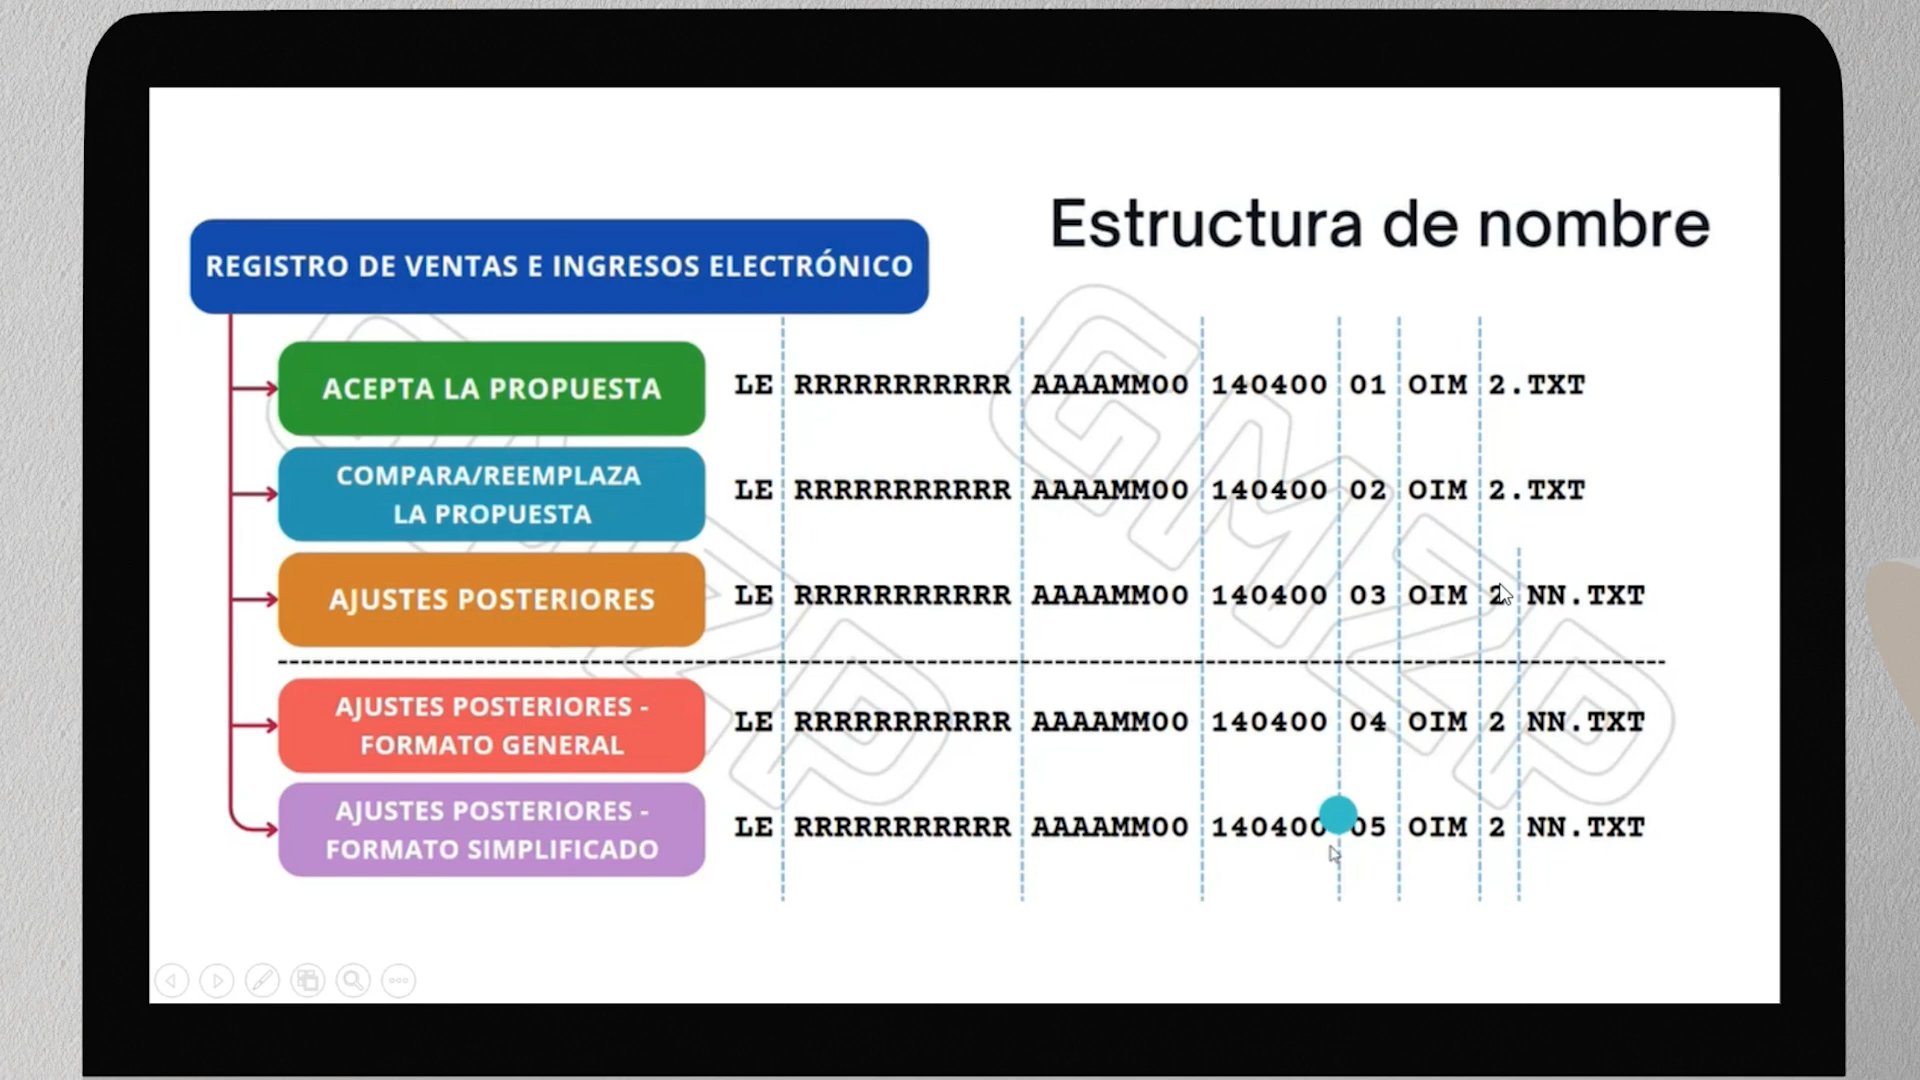 Estructura de nombre
REGISTRO DE VENTAS E INGRESOS ELECTRÓNICO
ACEPTA LA PROPUESTA
LE RRRRRRRRRRR AAAAMM00 140400 01 OIM 2.TXT
COMPARA/REEMPLAZA
LA PROPUESTA
LE RRRRRRRRRRR AAAAMM00 140400 02 OIM 2.TXT
AJUSTES POSTERIORES
LE RRRRRRRRRRR AAAAMM00 140400 03 OIM 2 NN.TXT
AJUSTES POSTERIORES -
FORMATO GENERAL
LE RRRRRRRRRRR AAAAMM00 140400 04 OIM 2 NN.TXT
AJUSTES POSTERIORES -
FORMATO SIMPLIFICADO
LE RRRRRRRRRRR AAAAMM00 140400 05 OIM 2 NN.TXT
GMZP
GMZP